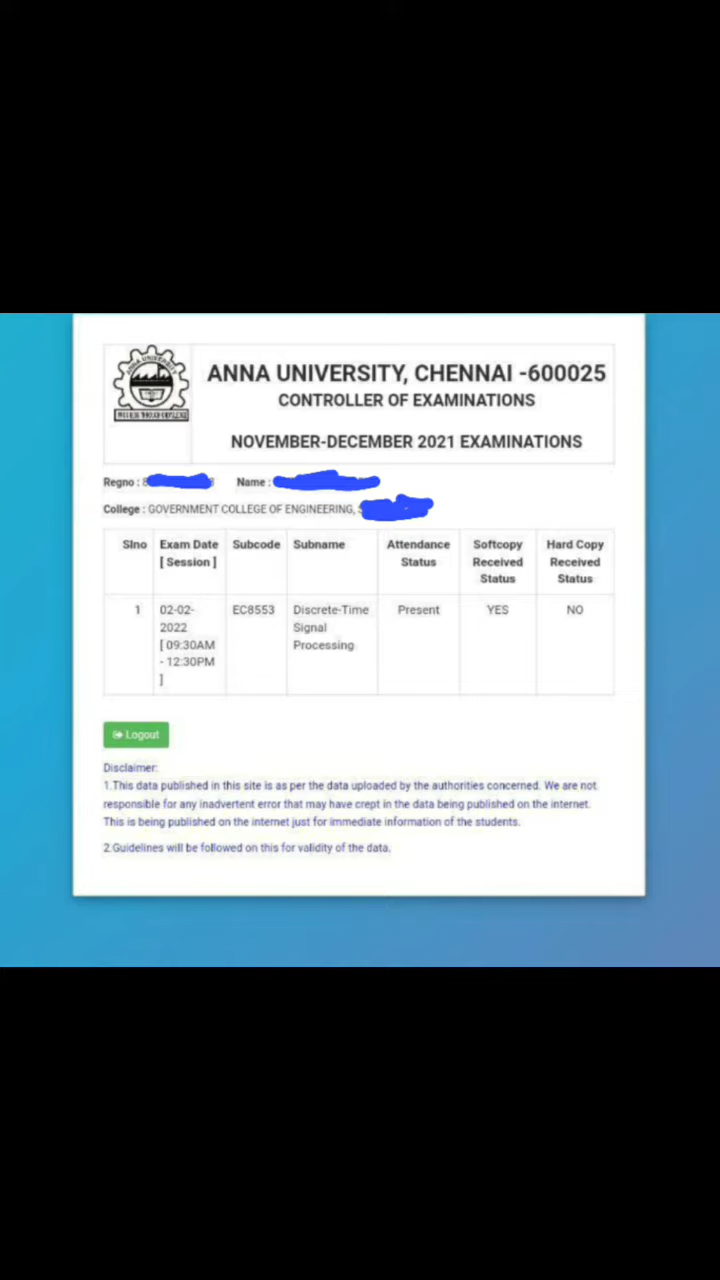 ANNA UNIVERSITY
ANNA UNIVERSITY, CHENNAI -600025
CONTROLLER OF EXAMINATIONS
NOVEMBER-DECEMBER 2021 EXAMINATIONS
Regno : Name :
College : GOVERNMENT COLLEGE OF ENGINEERING,
Slno Exam Date Subcode Subname Attendance Softcopy Hard Copy
[ Session ] Status Received Received
Status Status
1 02-02- EC8553 Discrete-Time Present YES NO
2022 Signal
[ 09:30AM Processing
- 12:30PM
]
Logout
Disclaimer:
1.This data published in this site is as per the data uploaded by the authorities concerned. We are not
responsible for any inadvertent error that may have crept in the data being published on the internet.
This is being published on the internet just for immediate information of the students.
2.Guidelines will be followed on this for validity of the data.